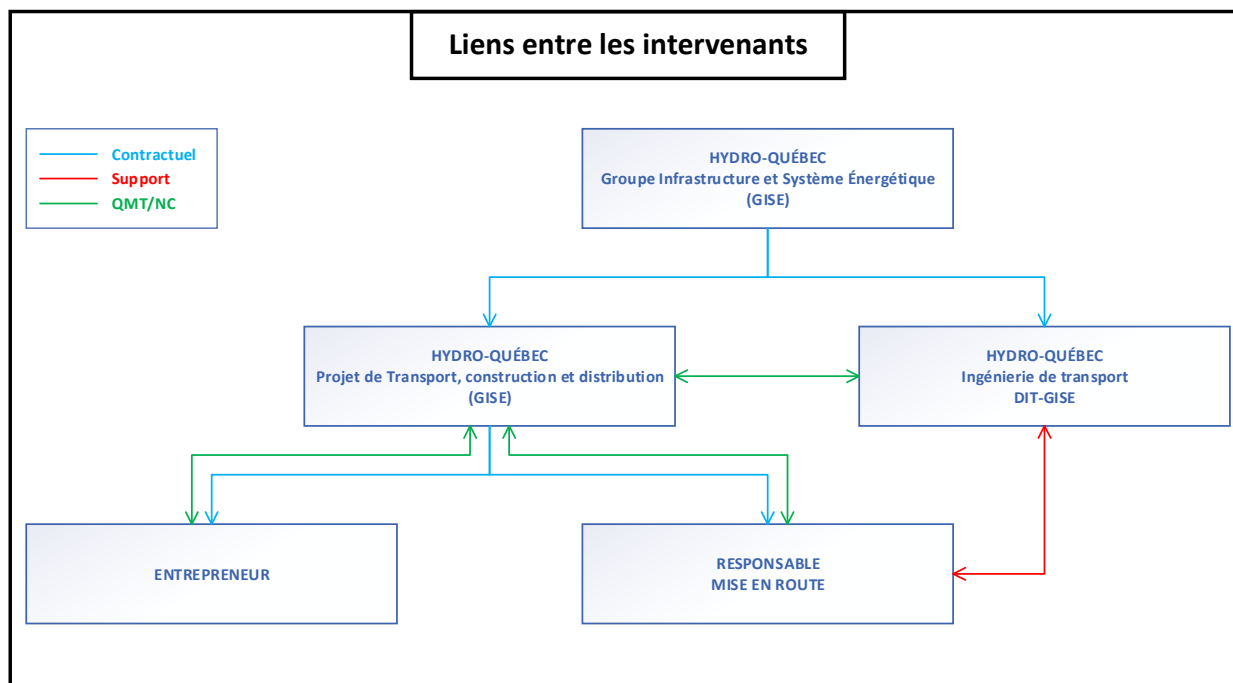 Liens entre les intervenants
Contractuel
Support
QMT/NC
HYDRO-QUÉBEC
Groupe Infrastructure et Système Énergétique
(GISE)
HYDRO-QUÉBEC
Projet de Transport, construction et distribution
(GISE)
HYDRO-QUÉBEC
Ingénierie de transport
DIT-GISE
ENTREPRENEUR
RESPONSABLE
MISE EN ROUTE